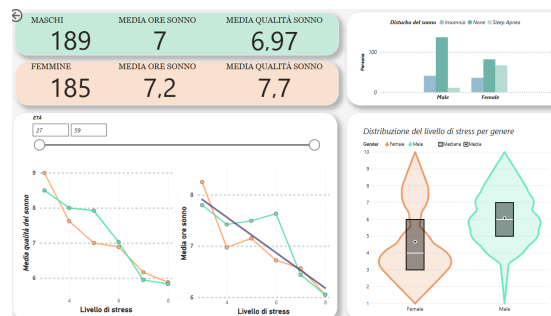 MASCHI MEDIA ORE SONNO MEDIA QUALITÀ SONNO
189 7 6,97
FEMMINE MEDIA ORE SONNO MEDIA QUALITÀ SONNO
185 7,2 7,7
Disturbo del sonno Insomnia None Sleep Apnea
Persone
100
0
Male Female
ETÀ
27 59
Media qualità del sonno
9
8
7
6
4 6 8
Livello di stress
Media ore sonno
8
7
6
4 6 8
Livello di stress
Distribuzione del livello di stress per genere
Gender Female Male Mediana Media
10
9
8
7
6
5
4
3
2
1
Female Male